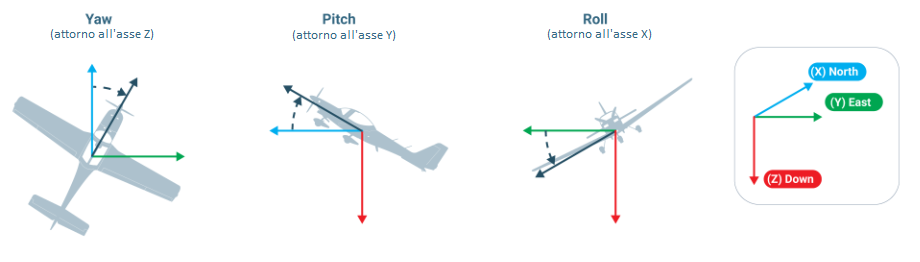 Yaw
(attorno all'asse Z)
Pitch
(attorno all'asse Y)
Roll
(attorno all'asse X)
(X) North
(Y) East
(Z) Down